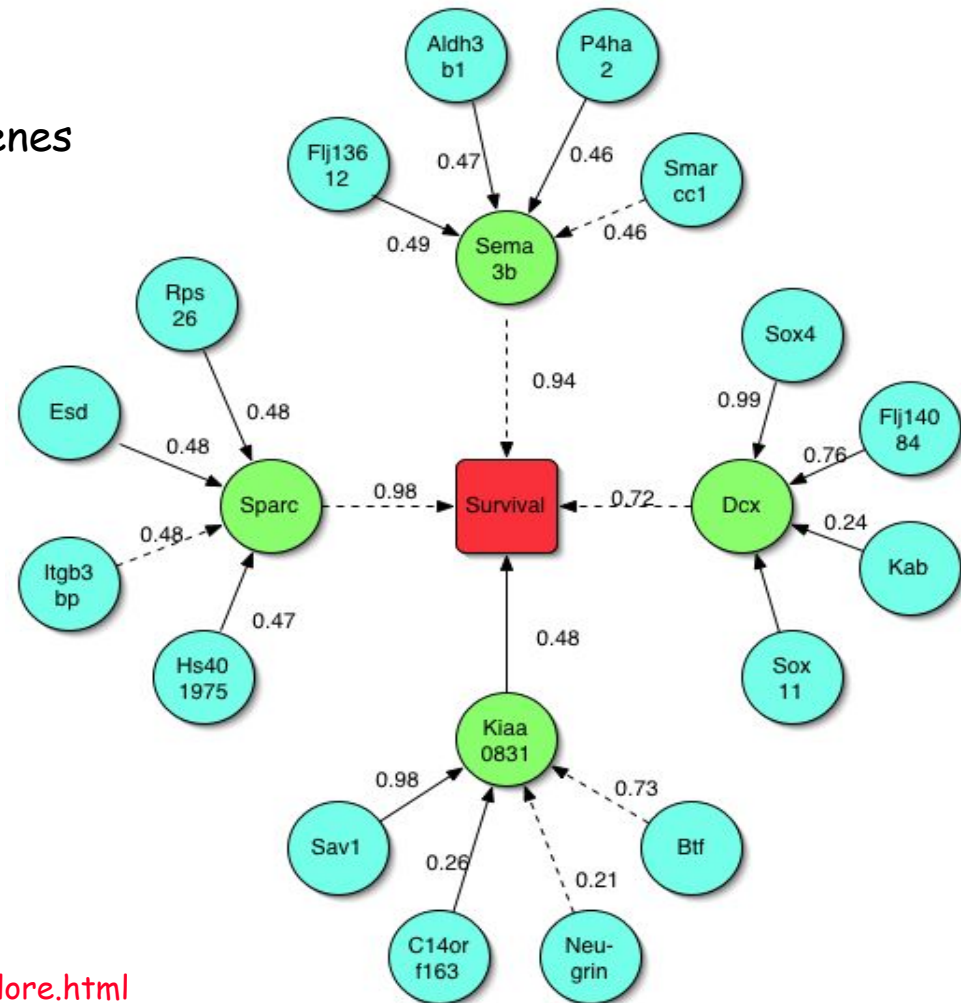 Aldh3
b1
P4ha
2
enes
Flj136
12
0.47
0.46
Smar
cc1
0.49
0.46
Sema
3b
Rps
26
Sox4
0.94
Esd
0.48
0.99
Flj140
84
0.48
0.76
Sparc
0.98
Survival
0.72
Dcx
0.48
0.24
Itgb3
bp
Kab
0.47
0.48
Hs40
1975
Sox
11
Kiaa
0831
0.98
0.73
Sav1
Btf
0.26
0.21
C14or
f163
Neu-
grin
lore.html